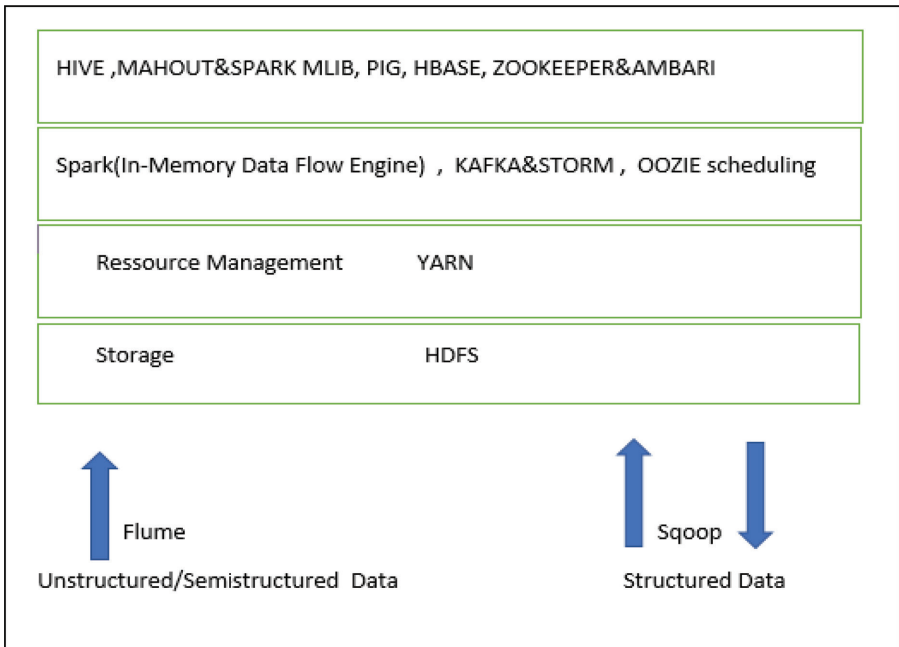 HIVE ,MAHOUT&SPARK MLIB, PIG, HBASE, ZOOKEEPER&AMBARI
Spark(In-Memory Data Flow Engine) , KAFKA&STORM , OOZIE scheduling
Ressource Management YARN
Storage HDFS
Flume Sqoop
Unstructured/Semistructured Data Structured Data